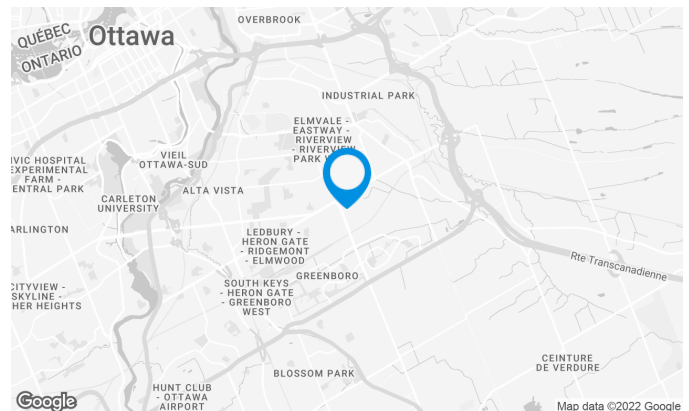 OVERBROOK
QUÉBEC
ONTARIO
Ottawa
INDUSTRIAL PARK
ELMVALE -
EASTWAY -
RIVERVIEW
- RIVERVIEW
PARK
VIEIL
OTTAWA-SUD
IVIC HOSPITAL
EXPERIMENTAL
FARM -
ENTRAL PARK
ALTA VISTA
CARLETON
UNIVERSITY
ARLINGTON
LEDBURY -
HERON GATE
- RIDGEMONT
- ELMWOOD
GREENBORO
Rte Transcanadienne
CITYVIEW -
SKYLINE -
HER HEIGHTS
SOUTH KEYS
- HERON GATE
- GREENBORO
WEST
CEINTURE
DE VERDURE
BLOSSOM PARK
HUNT CLUB
- OTTAWA
AIRPORT
Google
Map data ©2022 Google